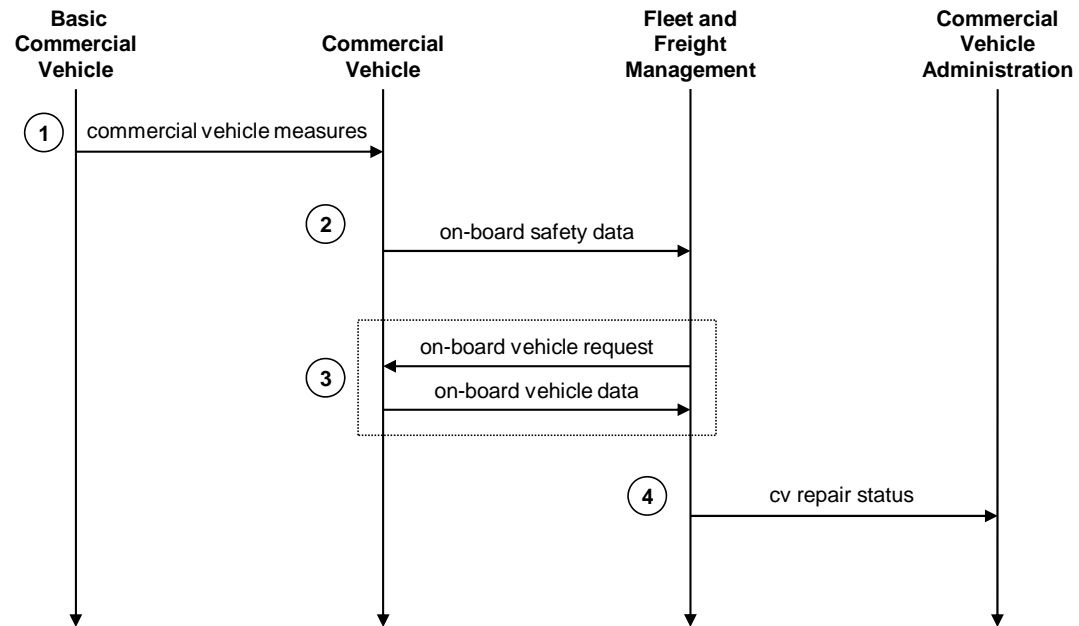 Basic
Commercial
Vehicle
Commercial
Vehicle
Fleet and
Freight
Management
Commercial
Vehicle
Administration
1
commercial vehicle measures
2
on-board safety data
3
on-board vehicle request
on-board vehicle data
4
cv repair status